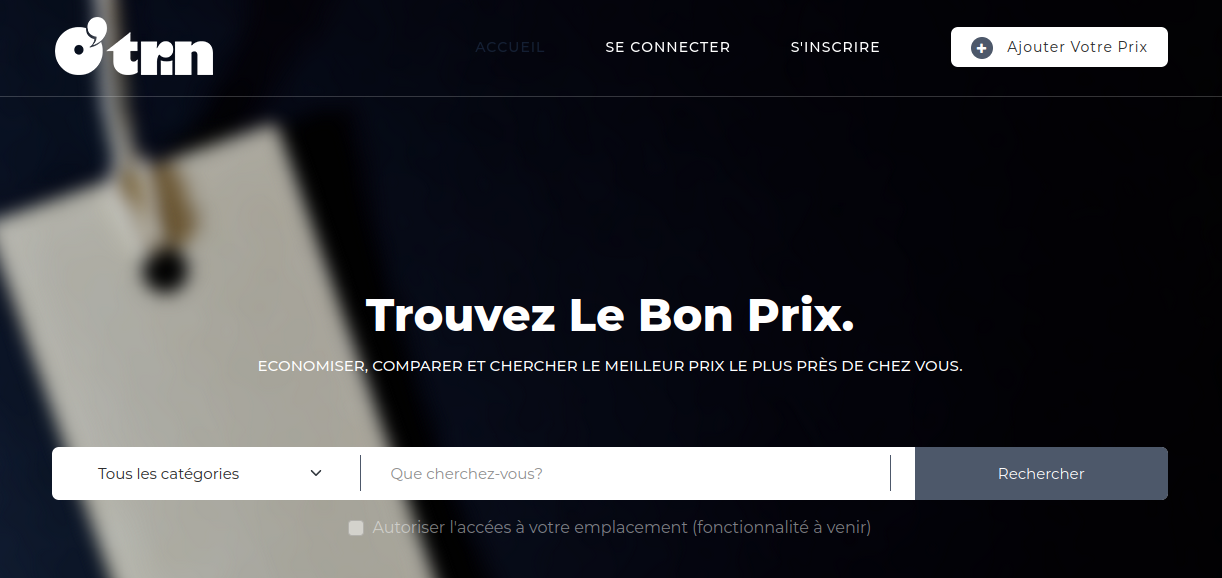 O'trin
ACCUEIL
SE CONNECTER
S'INSCRIRE
Ajouter Votre Prix
Trouvez Le Bon Prix.
ECONOMISER, COMPARER ET CHERCHER LE MEILLEUR PRIX LE PLUS PRÈS DE CHEZ VOUS.
Tous les catégories
Que cherchez-vous?
Rechercher
Autoriser l'accées à votre emplacement (fonctionnalité à venir)